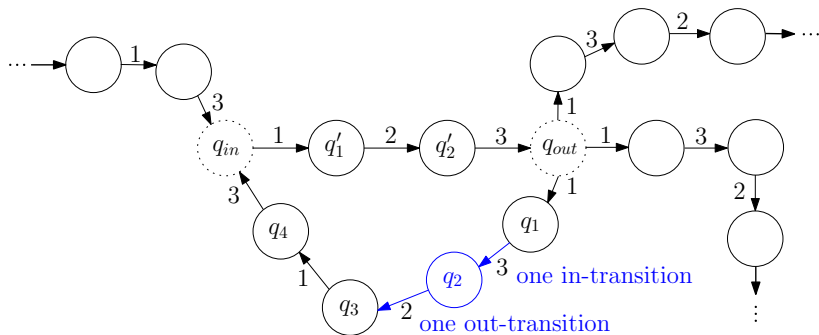 3 2 ...
... 1
3 1
q_in 1 q'_1 2 q'_2 3 q_out 1 3
3 1 2
q_4 q_1
1 3 q_2 one in-transition
q_3 2 one out-transition ...